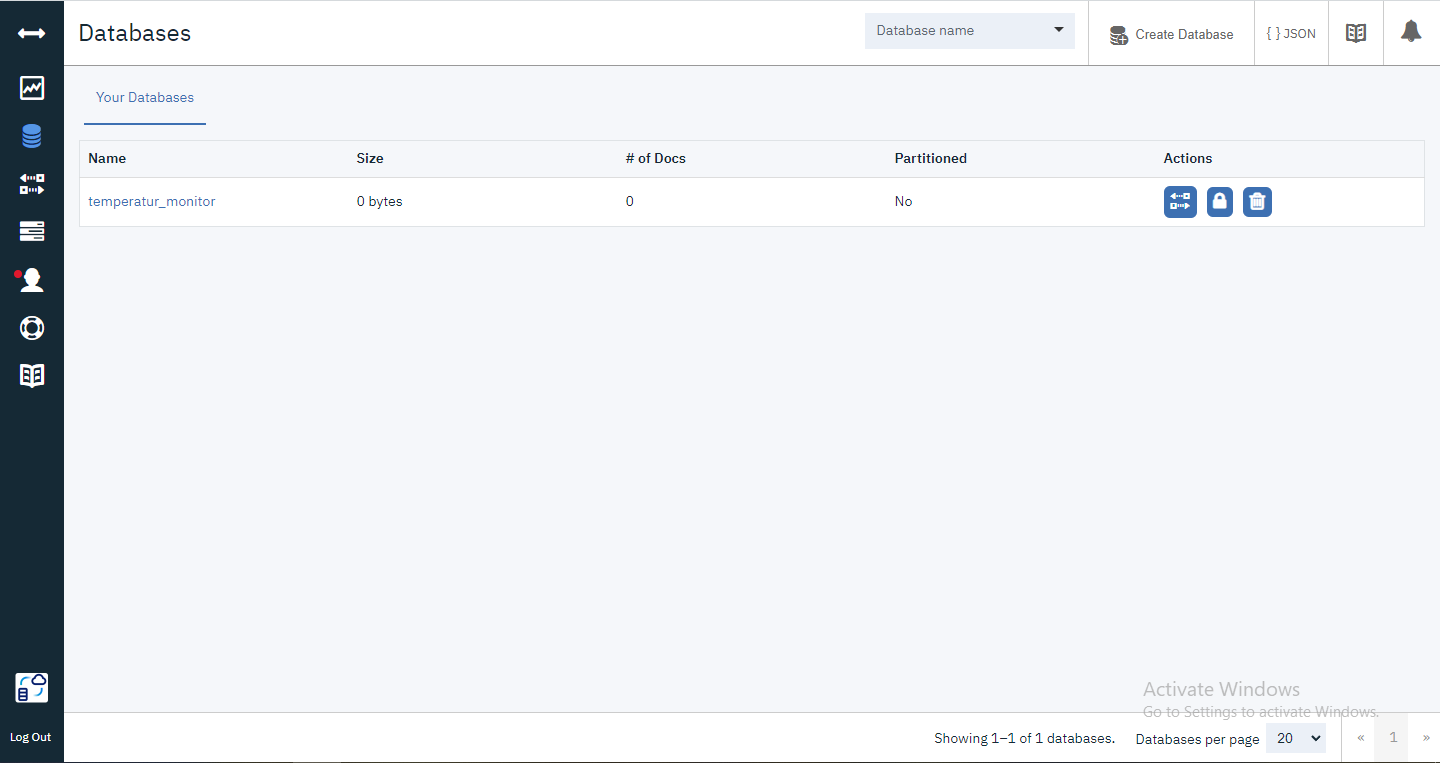 Databases
Database name
Create Database
{ } JSON
Your Databases
Name Size # of Docs Partitioned Actions
temperatur_monitor 0 bytes 0 No
Activate Windows
Go to Settings to activate Windows.
Log Out
Showing 1–1 of 1 databases. Databases per page 20 « 1 »